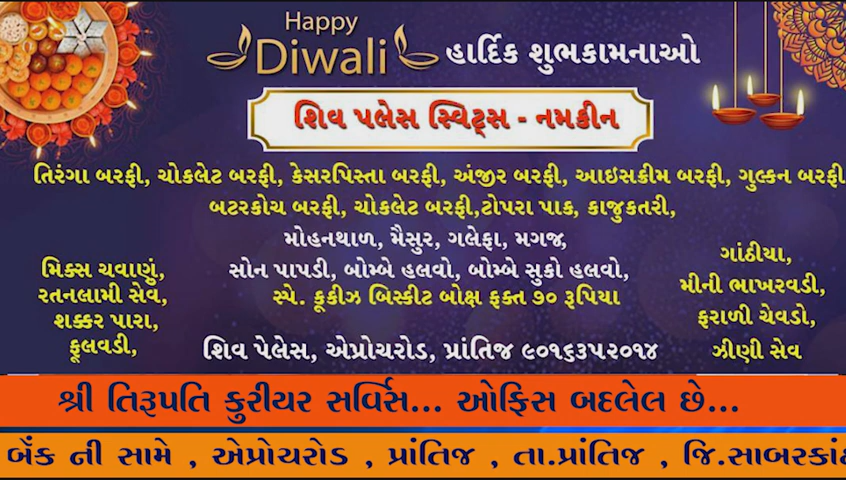 Happy
Diwali હાર્દિક શુભકામનાઓ
શિવ પલેસ સ્વિટ્સ - નમકીન
તિરંગા બરફી, ચોકલેટ બરફી, કેસરપિસ્તા બરફી, અંજીર બરફી, આઇસક્રીમ બરફી, ગુલ્કન બરફી
બટરકોચ બરફી, ચોકલેટ બરફી,ટોપરા પાક, કાજુકતરી,
મોહનથાળ, મૈસુર, ગલેફા, મગજ,
સોન પાપડી, બોમ્બે હલવો, બોમ્બે સુકો હલવો,
સ્પે. કૂકીઝ બિસ્કીટ બોક્ષ ફક્ત ૭૦ રૂપિયા
મિક્સ ચવાણું,
રતનલામી સેવ,
શક્કર પારા,
ફૂલવડી,
ગાંઠીયા,
મીની ભાખરવડી,
ફરાળી ચેવડો,
ઝીણી સેવ
શિવ પેલેસ, એપ્રોચરોડ, પ્રાંતિજ ૯૦૧૬૩૫૨૦૧૪
શ્રી તિરૂપતિ કુરીયર સર્વિસ... ઓફિસ બદલેલ છે...
બેંક ની સામે , એપ્રોચરોડ , પ્રાંતિજ , તા.પ્રાંતિજ , જિ.સાબરકાં